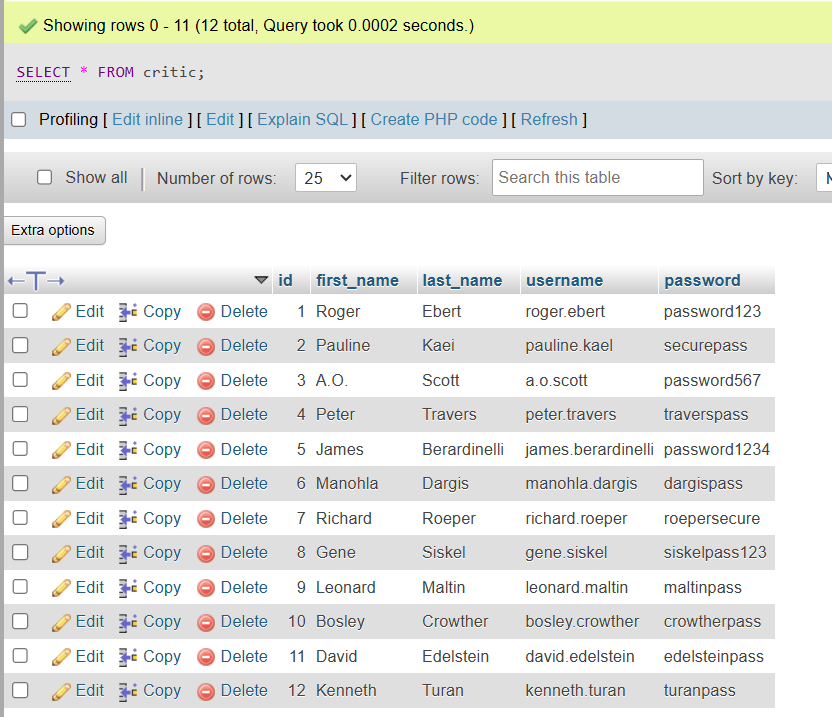 Showing rows 0 - 11 (12 total, Query took 0.0002 seconds.)
SELECT * FROM critic;
Profiling [ Edit inline ] [ Edit ] [ Explain SQL ] [ Create PHP code ] [ Refresh ]
Show all | Number of rows: 25 Filter rows: Search this table Sort by key:
Extra options
←T→ id first_name last_name username password
Edit Copy Delete 1 Roger Ebert roger.ebert password123
Edit Copy Delete 2 Pauline Kaei pauline.kael securepass
Edit Copy Delete 3 A.O. Scott a.o.scott password567
Edit Copy Delete 4 Peter Travers peter.travers traverspass
Edit Copy Delete 5 James Berardinelli james.berardinelli password1234
Edit Copy Delete 6 Manohla Dargis manohla.dargis dargispass
Edit Copy Delete 7 Richard Roeper richard.roeper roepersecure
Edit Copy Delete 8 Gene Siskel gene.siskel siskelpass123
Edit Copy Delete 9 Leonard Maltin leonard.maltin maltinpass
Edit Copy Delete 10 Bosley Crowther bosley.crowther crowtherpass
Edit Copy Delete 11 David Edelstein david.edelstein edelsteinpass
Edit Copy Delete 12 Kenneth Turan kenneth.turan turanpass